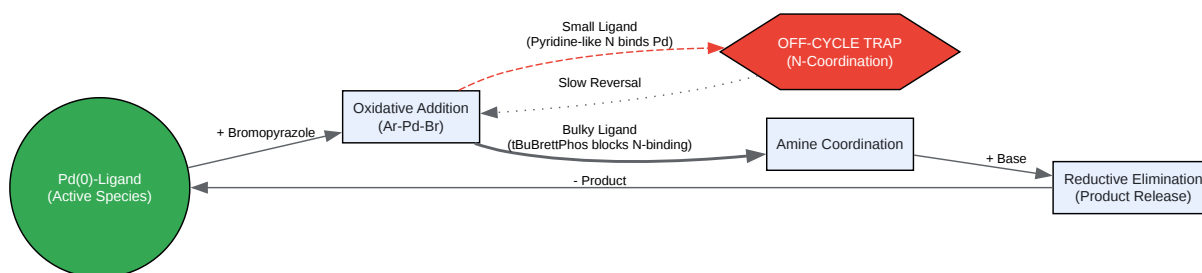 Small Ligand
(Pyridine-like N binds Pd)
OFF-CYCLE TRAP
(N-Coordination)
Slow Reversal
Oxidative Addition
(Ar-Pd-Br)
+ Bromopyrazole
Bulky Ligand
(tBuBrettPhos blocks N-binding)
Amine Coordination
+ Base
Pd(0)-Ligand
(Active Species)
- Product
Reductive Elimination
(Product Release)